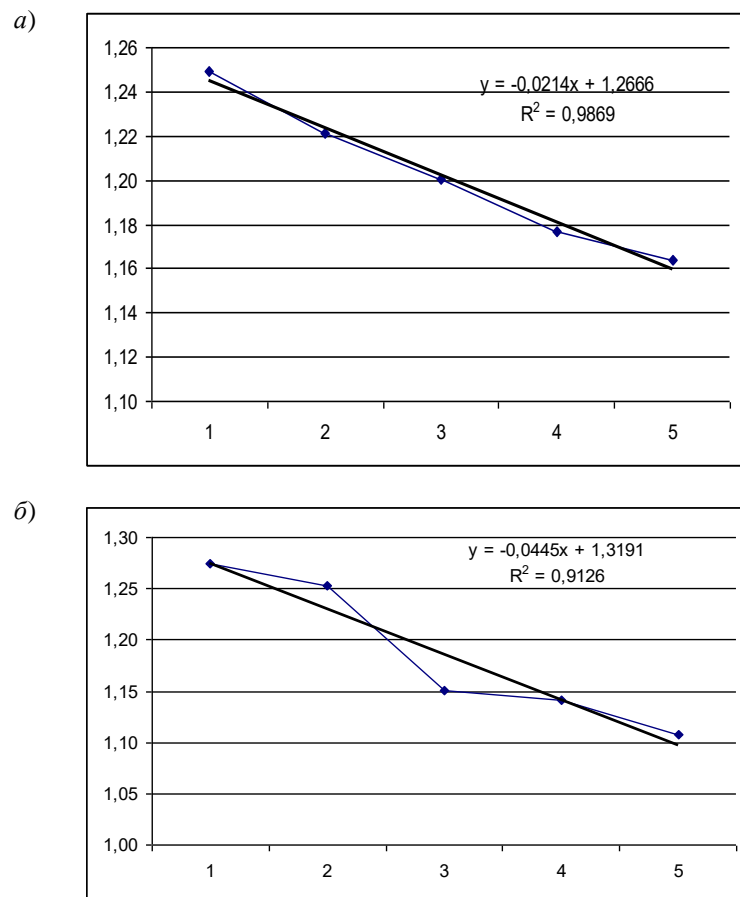 а)
1,26
1,24
1,22
1,20
1,18
1,16
1,14
1,12
1,10
y = -0,0214x + 1,2666
R² = 0,9869
1 2 3 4 5
б)
1,30
1,25
1,20
1,15
1,10
1,05
1,00
y = -0,0445x + 1,3191
R² = 0,9126
1 2 3 4 5